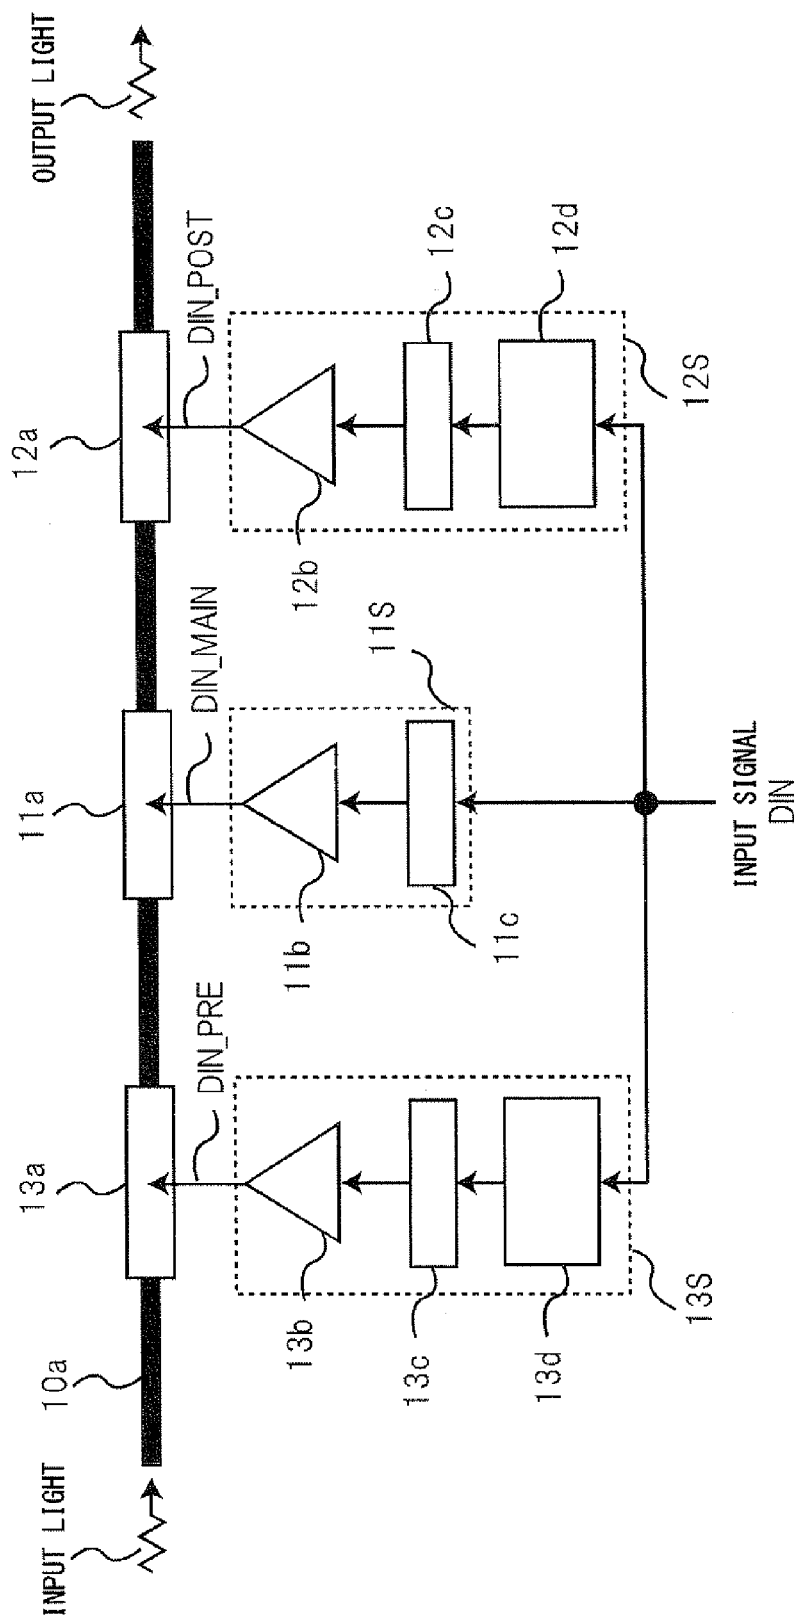 INPUT LIGHT
OUTPUT LIGHT
10a
13a
11a
12a
DIN_PRE
DIN_MAIN
DIN_POST
13b
11b
12b
13c
11c
12c
13d
12d
13S
11S
12S
INPUT SIGNAL
DIN